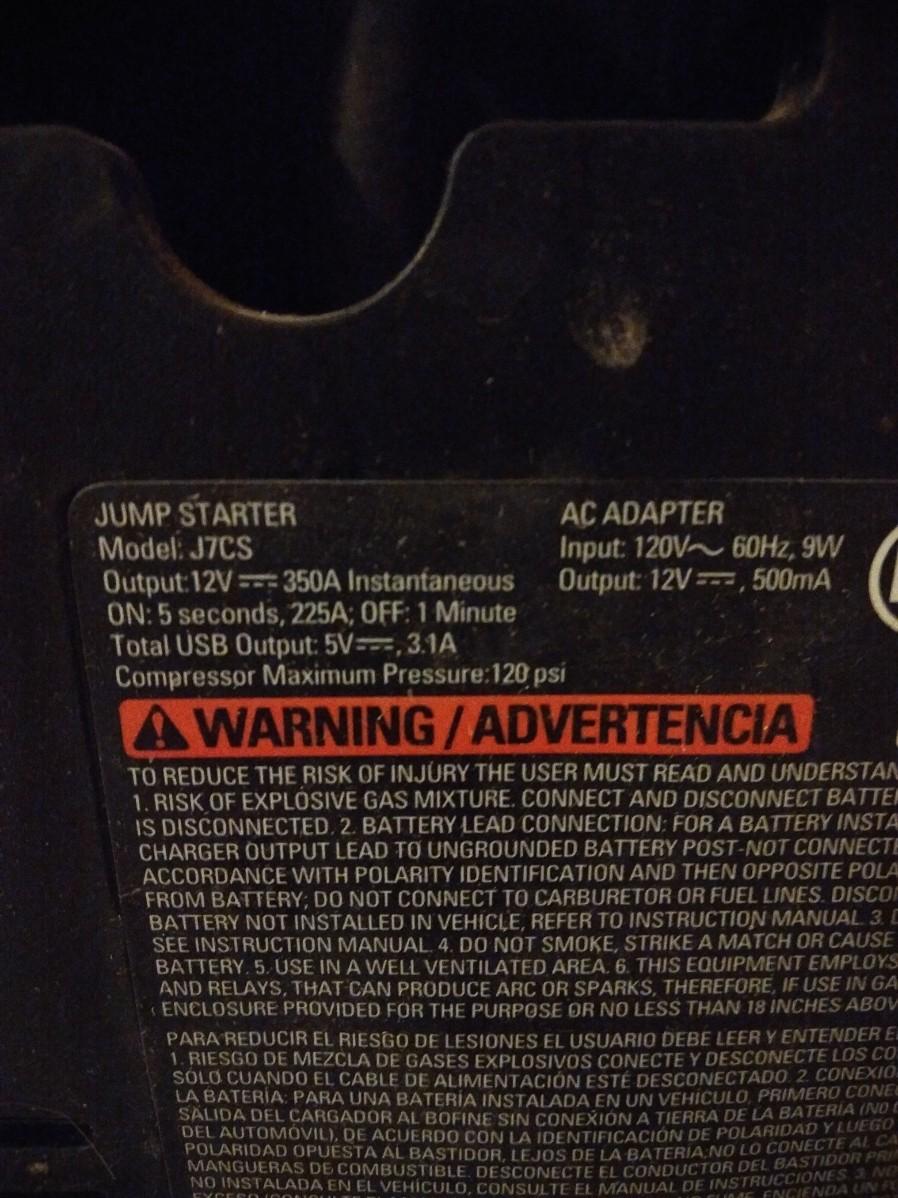 JUMP STARTER
Model: J7CS
Output:12V⎓350A Instantaneous
ON: 5 seconds, 225A; OFF: 1 Minute
Total USB Output: 5V⎓, 3.1A
Compressor Maximum Pressure:120 psi
AC ADAPTER
Input: 120V~ 60Hz, 9W
Output: 12V⎓, 500mA
WARNING / ADVERTENCIA
TO REDUCE THE RISK OF INJURY THE USER MUST READ AND UNDERSTAN
1. RISK OF EXPLOSIVE GAS MIXTURE. CONNECT AND DISCONNECT BATTE
IS DISCONNECTED. 2. BATTERY LEAD CONNECTION: FOR A BATTERY INSTA
CHARGER OUTPUT LEAD TO UNGROUNDED BATTERY POST-NOT CONNECTE
ACCORDANCE WITH POLARITY IDENTIFICATION AND THEN OPPOSITE POLA
FROM BATTERY; DO NOT CONNECT TO CARBURETOR OR FUEL LINES. DISCO
BATTERY NOT INSTALLED IN VEHICLE, REFER TO INSTRUCTION MANUAL. 3.
SEE INSTRUCTION MANUAL. 4. DO NOT SMOKE, STRIKE A MATCH OR CAUSE
BATTERY. 5. USE IN A WELL VENTILATED AREA. 6. THIS EQUIPMENT EMPLOYS
AND RELAYS, THAT CAN PRODUCE ARC OR SPARKS, THEREFORE, IF USE IN GA
ENCLOSURE PROVIDED FOR THE PURPOSE OR NO LESS THAN 18 INCHES ABOV
PARA REDUCIR EL RIESGO DE LESIONES EL USUARIO DEBE LEER Y ENTENDER E
1. RIESGO DE MEZCLA DE GASES EXPLOSIVOS CONECTE Y DESCONECTE LOS CO
SÓLO CUANDO EL CABLE DE ALIMENTACIÓN ESTÉ DESCONECTADO. 2. CONEXIO
LA BATERÍA: PARA UNA BATERÍA INSTALADA EN UN VEHÍCULO, PRIMERO CONE
SALIDA DEL CARGADOR AL BOFINE SIN CONEXIÓN A TIERRA DE LA BATERÍA (NO
DEL AUTOMÓVIL), DE ACUERDO CON LA IDENTIFICACIÓN DE POLARIDAD Y LUEGO
POLARIDAD OPUESTA AL BASTIDOR, LEJOS DE LA BATERIA.NO LO CONECTE AL CA
MANGUERAS DE COMBUSTIBLE. DESCONECTE EL CONDUCTOR DEL BASTIDOR PRI
NO INSTALADA EN EL VEHÍCULO, CONSULTE EL MANUAL DE INSTRUCCIONES. 3. NO